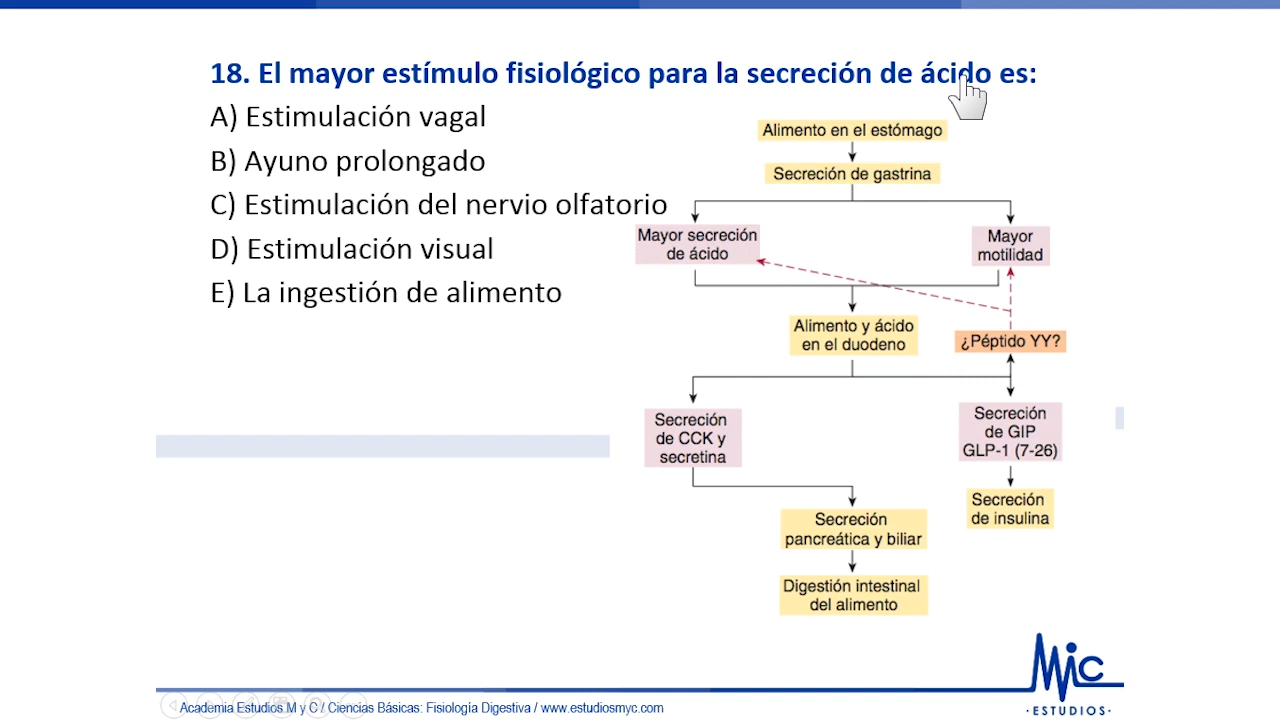 18. El mayor estímulo fisiológico para la secreción de ácido es:
A) Estimulación vagal
B) Ayuno prolongado
C) Estimulación del nervio olfatorio
D) Estimulación visual
E) La ingestión de alimento
Alimento en el estómago
Secreción de gastrina
Mayor secreción
de ácido
Mayor
motilidad
Alimento y ácido
en el duodeno
¿Péptido YY?
Secreción
de CCK y
secretina
Secreción
de GIP
GLP-1 (7-26)
Secreción
de insulina
Secreción
pancreática y biliar
Digestión intestinal
del alimento
MiC
·ESTUDIOS·
Academia Estudios M y C / Ciencias Básicas: Fisiología Digestiva / www.estudiosmyc.com